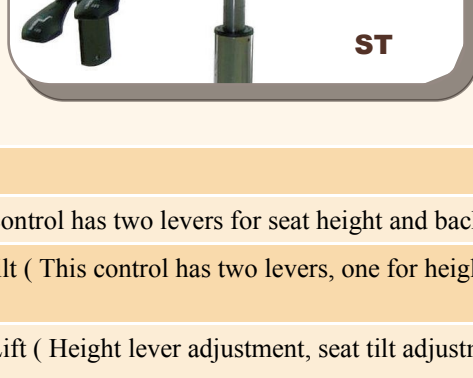 ST
ontrol has two levers for seat height and bac
lt ( This control has two levers, one for heig
ift ( Height lever adjustment, seat tilt adjust